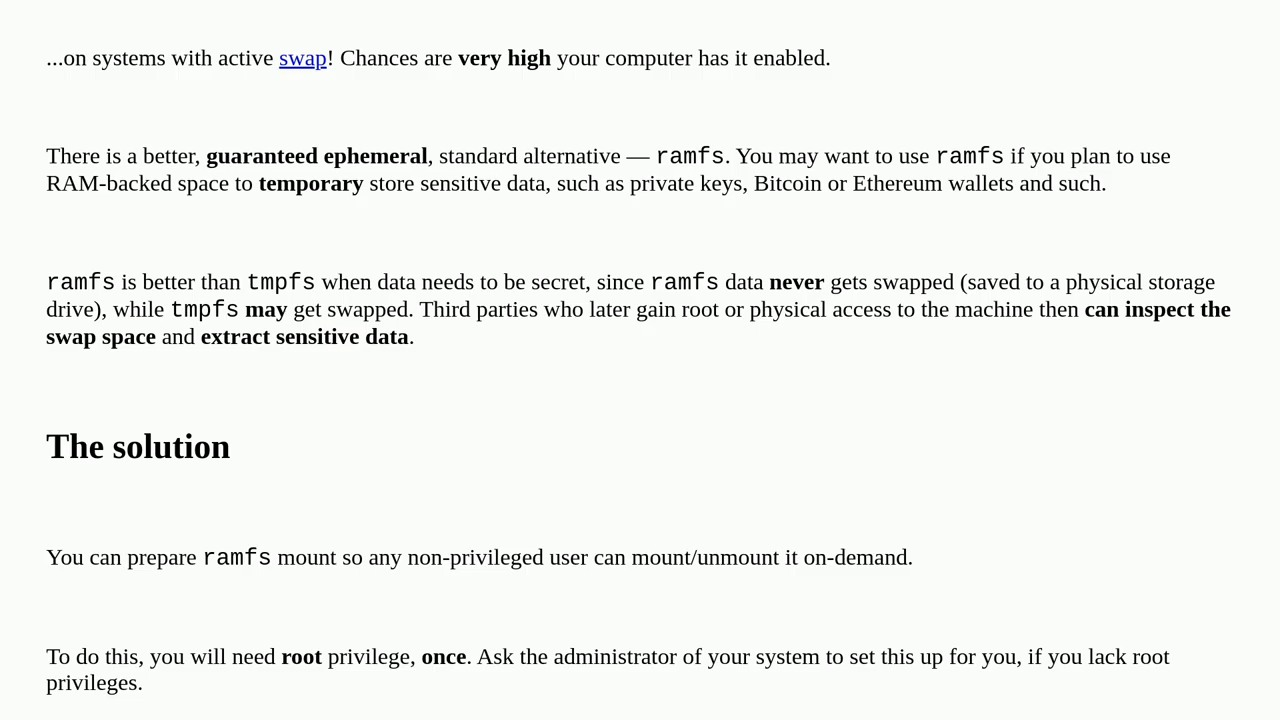 ...on systems with active swap! Chances are very high your computer has it enabled.
There is a better, guaranteed ephemeral, standard alternative — ramfs. You may want to use ramfs if you plan to use
RAM-backed space to temporary store sensitive data, such as private keys, Bitcoin or Ethereum wallets and such.
ramfs is better than tmpfs when data needs to be secret, since ramfs data never gets swapped (saved to a physical storage
drive), while tmpfs may get swapped. Third parties who later gain root or physical access to the machine then can inspect the
swap space and extract sensitive data.
The solution
You can prepare ramfs mount so any non-privileged user can mount/unmount it on-demand.
To do this, you will need root privilege, once. Ask the administrator of your system to set this up for you, if you lack root
privileges.